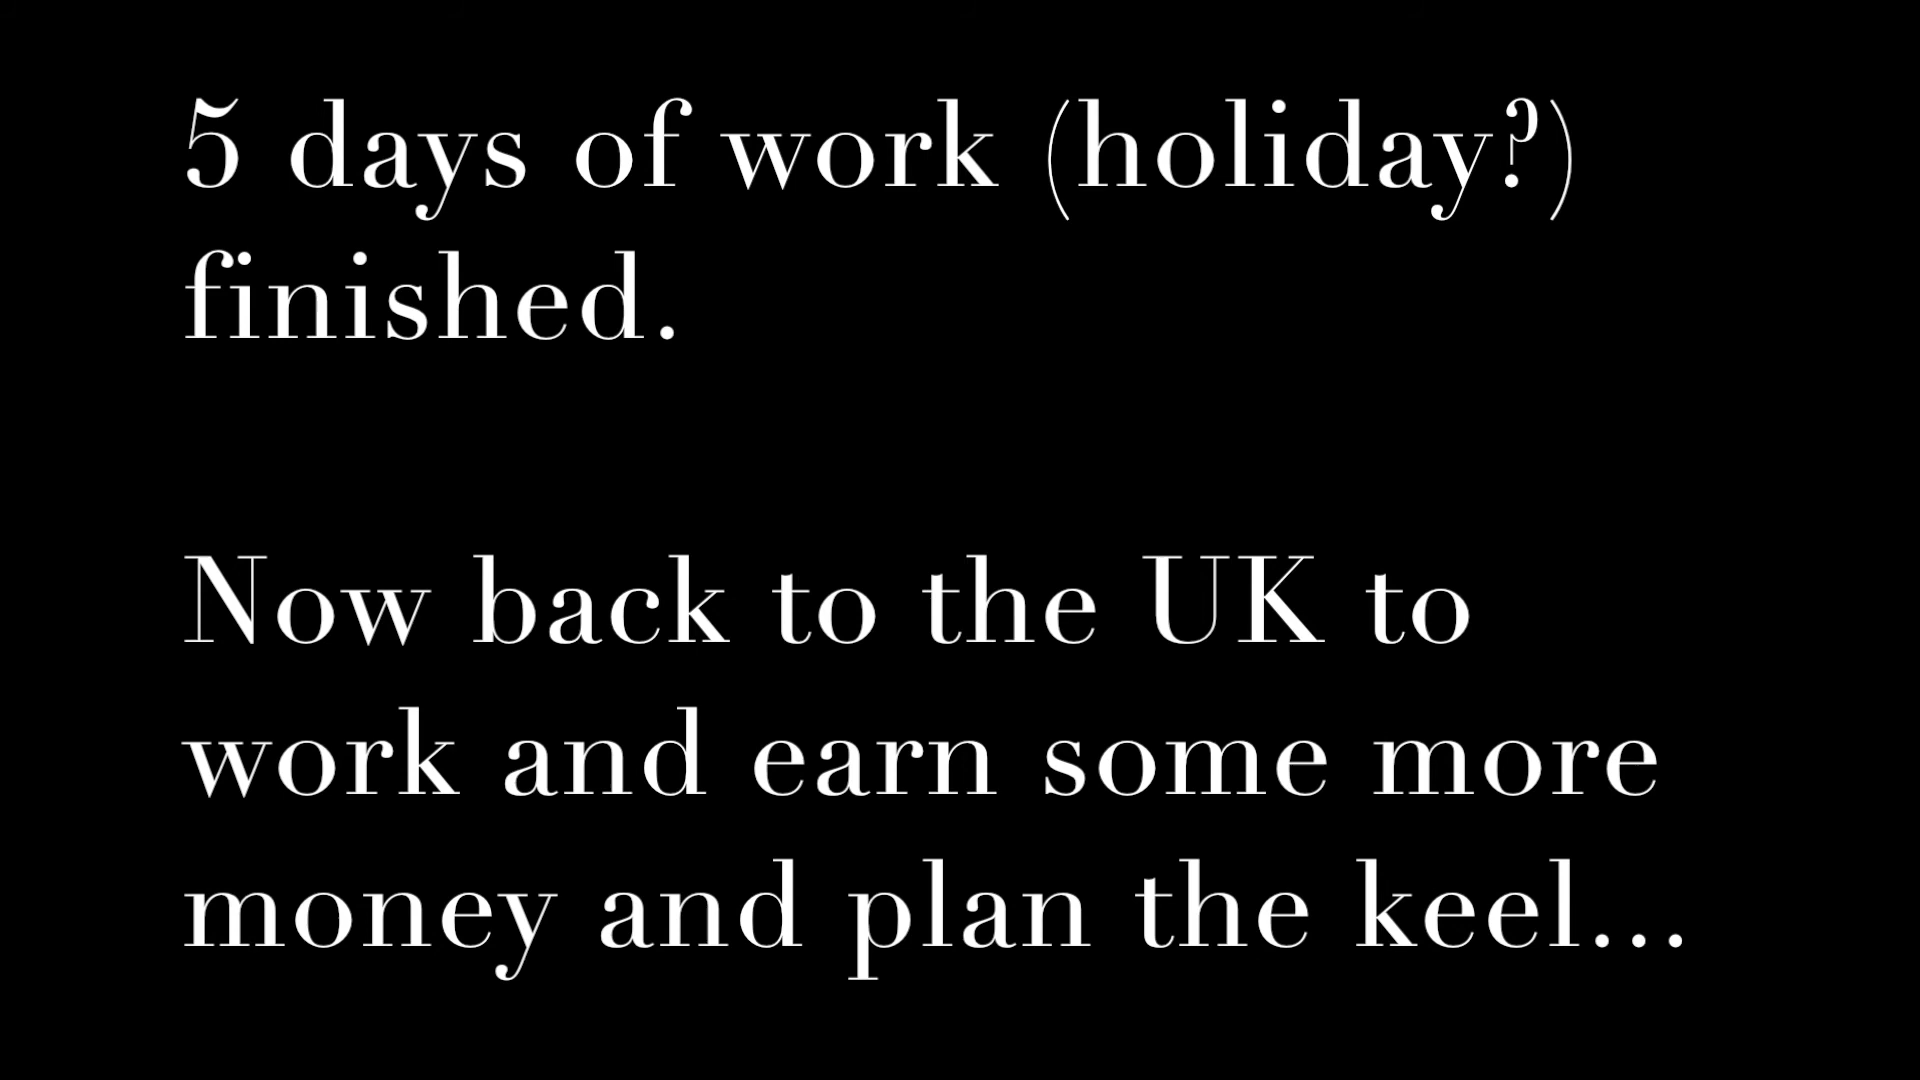 5 days of work (holiday?)
finished.
Now back to the UK to
work and earn some more
money and plan the keel...